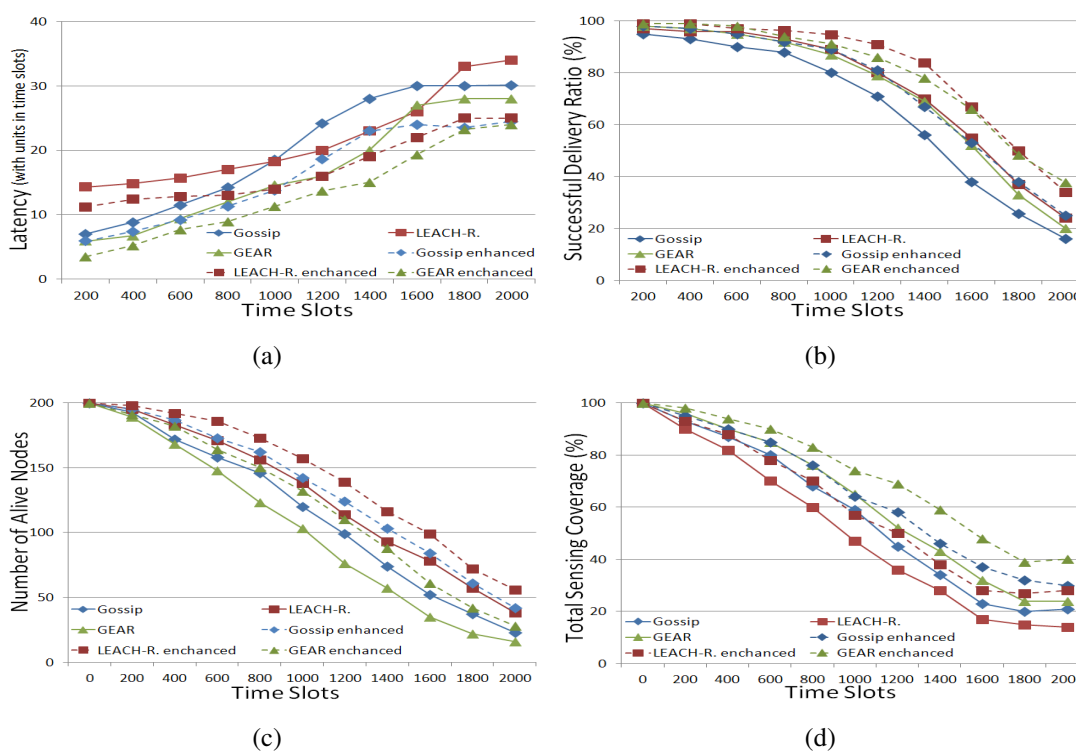 Latency (with units in time slots)
40
30
20
10
0
Gossip
LEACH-R.
GEAR
Gossip enhanced
LEACH-R. enchanced
GEAR enchanced
200 400 600 800 1000 1200 1400 1600 1800 2000
Time Slots
(a)
Successful Delivery Ratio (%)
100
80
60
40
20
0
Gossip
LEACH-R.
GEAR
Gossip enhanced
LEACH-R. enchanced
GEAR enchanced
200 400 600 800 1000 1200 1400 1600 1800 2000
Time Slots
(b)
Number of Alive Nodes
200
150
100
50
0
Gossip
LEACH-R.
GEAR
Gossip enhanced
LEACH-R. enchanced
GEAR enchanced
0 200 400 600 800 1000 1200 1400 1600 1800 2000
Time Slots
(c)
Total Sensing Coverage (%)
100
80
60
40
20
0
Gossip
LEACH-R.
GEAR
Gossip enhanced
LEACH-R. enchanced
GEAR enchanced
0 200 400 600 800 1000 1200 1400 1600 1800 2000
Time Slots
(d)